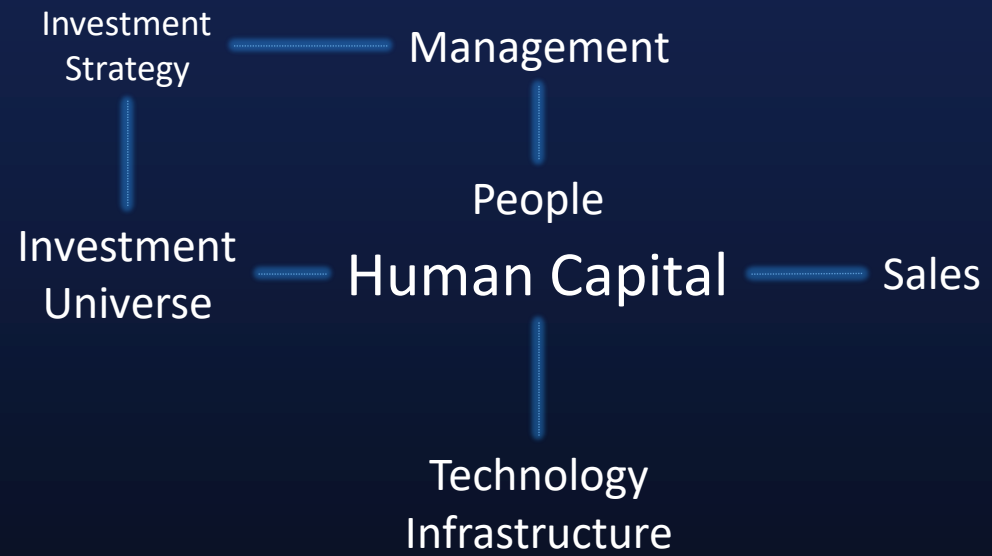 Investment
Strategy
Management
People
Investment
Universe
Human Capital
Sales
Technology
Infrastructure